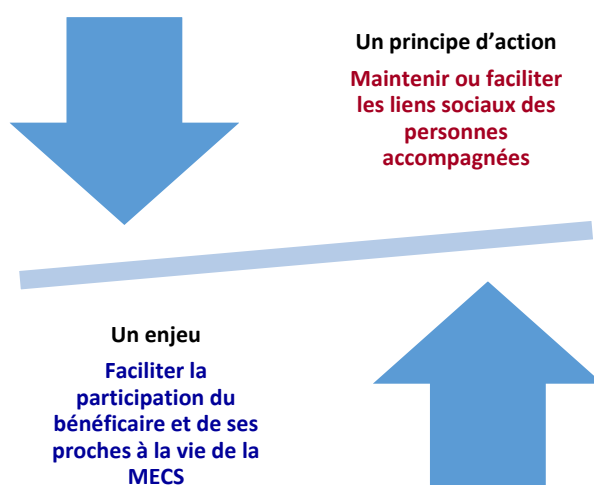 Un principe d’action
Maintenir ou faciliter
les liens sociaux des
personnes
accompagnées
Un enjeu
Faciliter la
participation du
bénéficaire et de ses
proches à la vie de la
MECS